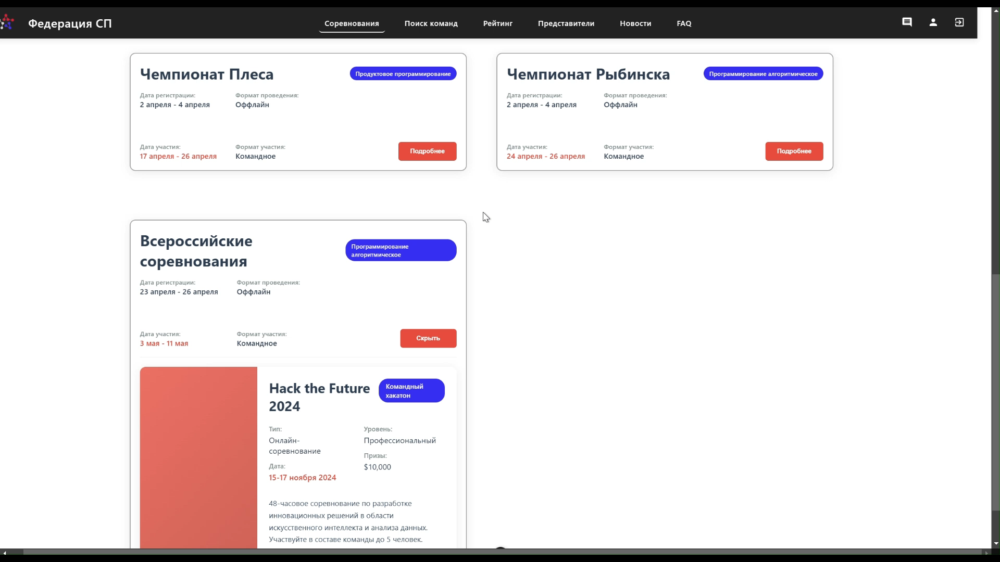 Федерация СП
Соревнования
Поиск команд
Рейтинг
Представители
Новости
FAQ
Чемпионат Плеса
Продуктовое программирование
Дата регистрации:
2 апреля - 4 апреля
Формат проведения:
Оффлайн
Дата участия:
17 апреля - 26 апреля
Формат участия:
Командное
Подробнее
Чемпионат Рыбинска
Программирование алгоритмическое
Дата регистрации:
2 апреля - 4 апреля
Формат проведения:
Оффлайн
Дата участия:
24 апреля - 26 апреля
Формат участия:
Командное
Подробнее
Всероссийские
соревнования
Программирование
алгоритмическое
Дата регистрации:
23 апреля - 26 апреля
Формат проведения:
Оффлайн
Дата участия:
3 мая - 11 мая
Формат участия:
Командное
Скрыть
Hack the Future
2024
Командный
хакатон
Тип:
Онлайн-
соревнование
Дата:
15-17 ноября 2024
Уровень:
Профессиональный
Призы:
$10,000
48-часовое соревнование по разработке
инновационных решений в области
искусственного интеллекта и анализа данных.
Участвуйте в составе команды до 5 человек.